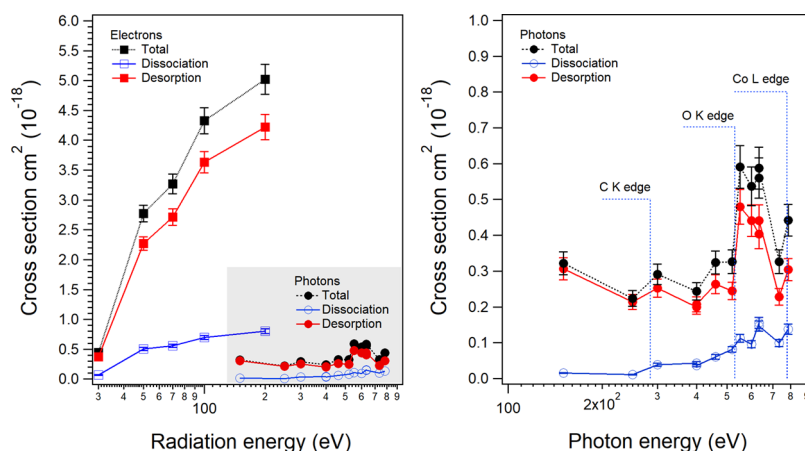 Electrons
Total
Dissociation
Desorption
Photons
Total
Dissociation
Desorption
Cross section cm2 (10-18)
6.0
5.5
5.0
4.5
4.0
3.5
3.0
2.5
2.0
1.5
1.0
0.5
0.0
3 4 5 6 7 8 9 100 2 3 4 5 6 7 8 9
Radiation energy (eV)
Photons
Total
Dissociation
Desorption
Co L edge
O K edge
C K edge
Cross section cm2 (10-18)
1.0
0.9
0.8
0.7
0.6
0.5
0.4
0.3
0.2
0.1
0.0
100 2x102 3 4 5 6 7 8 9
Photon energy (eV)